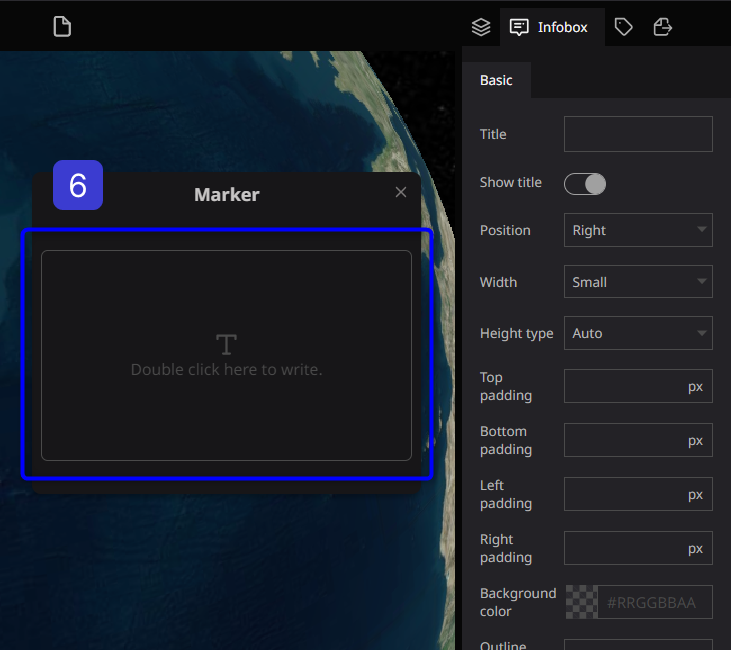 Infobox
Basic
6
Marker
Double click here to write.
Title
Show title
Position
Right
Width
Small
Height type
Auto
Top
padding
px
Bottom
padding
px
Left
padding
px
Right
padding
px
Background
color
#RRGGBBAA
Outline